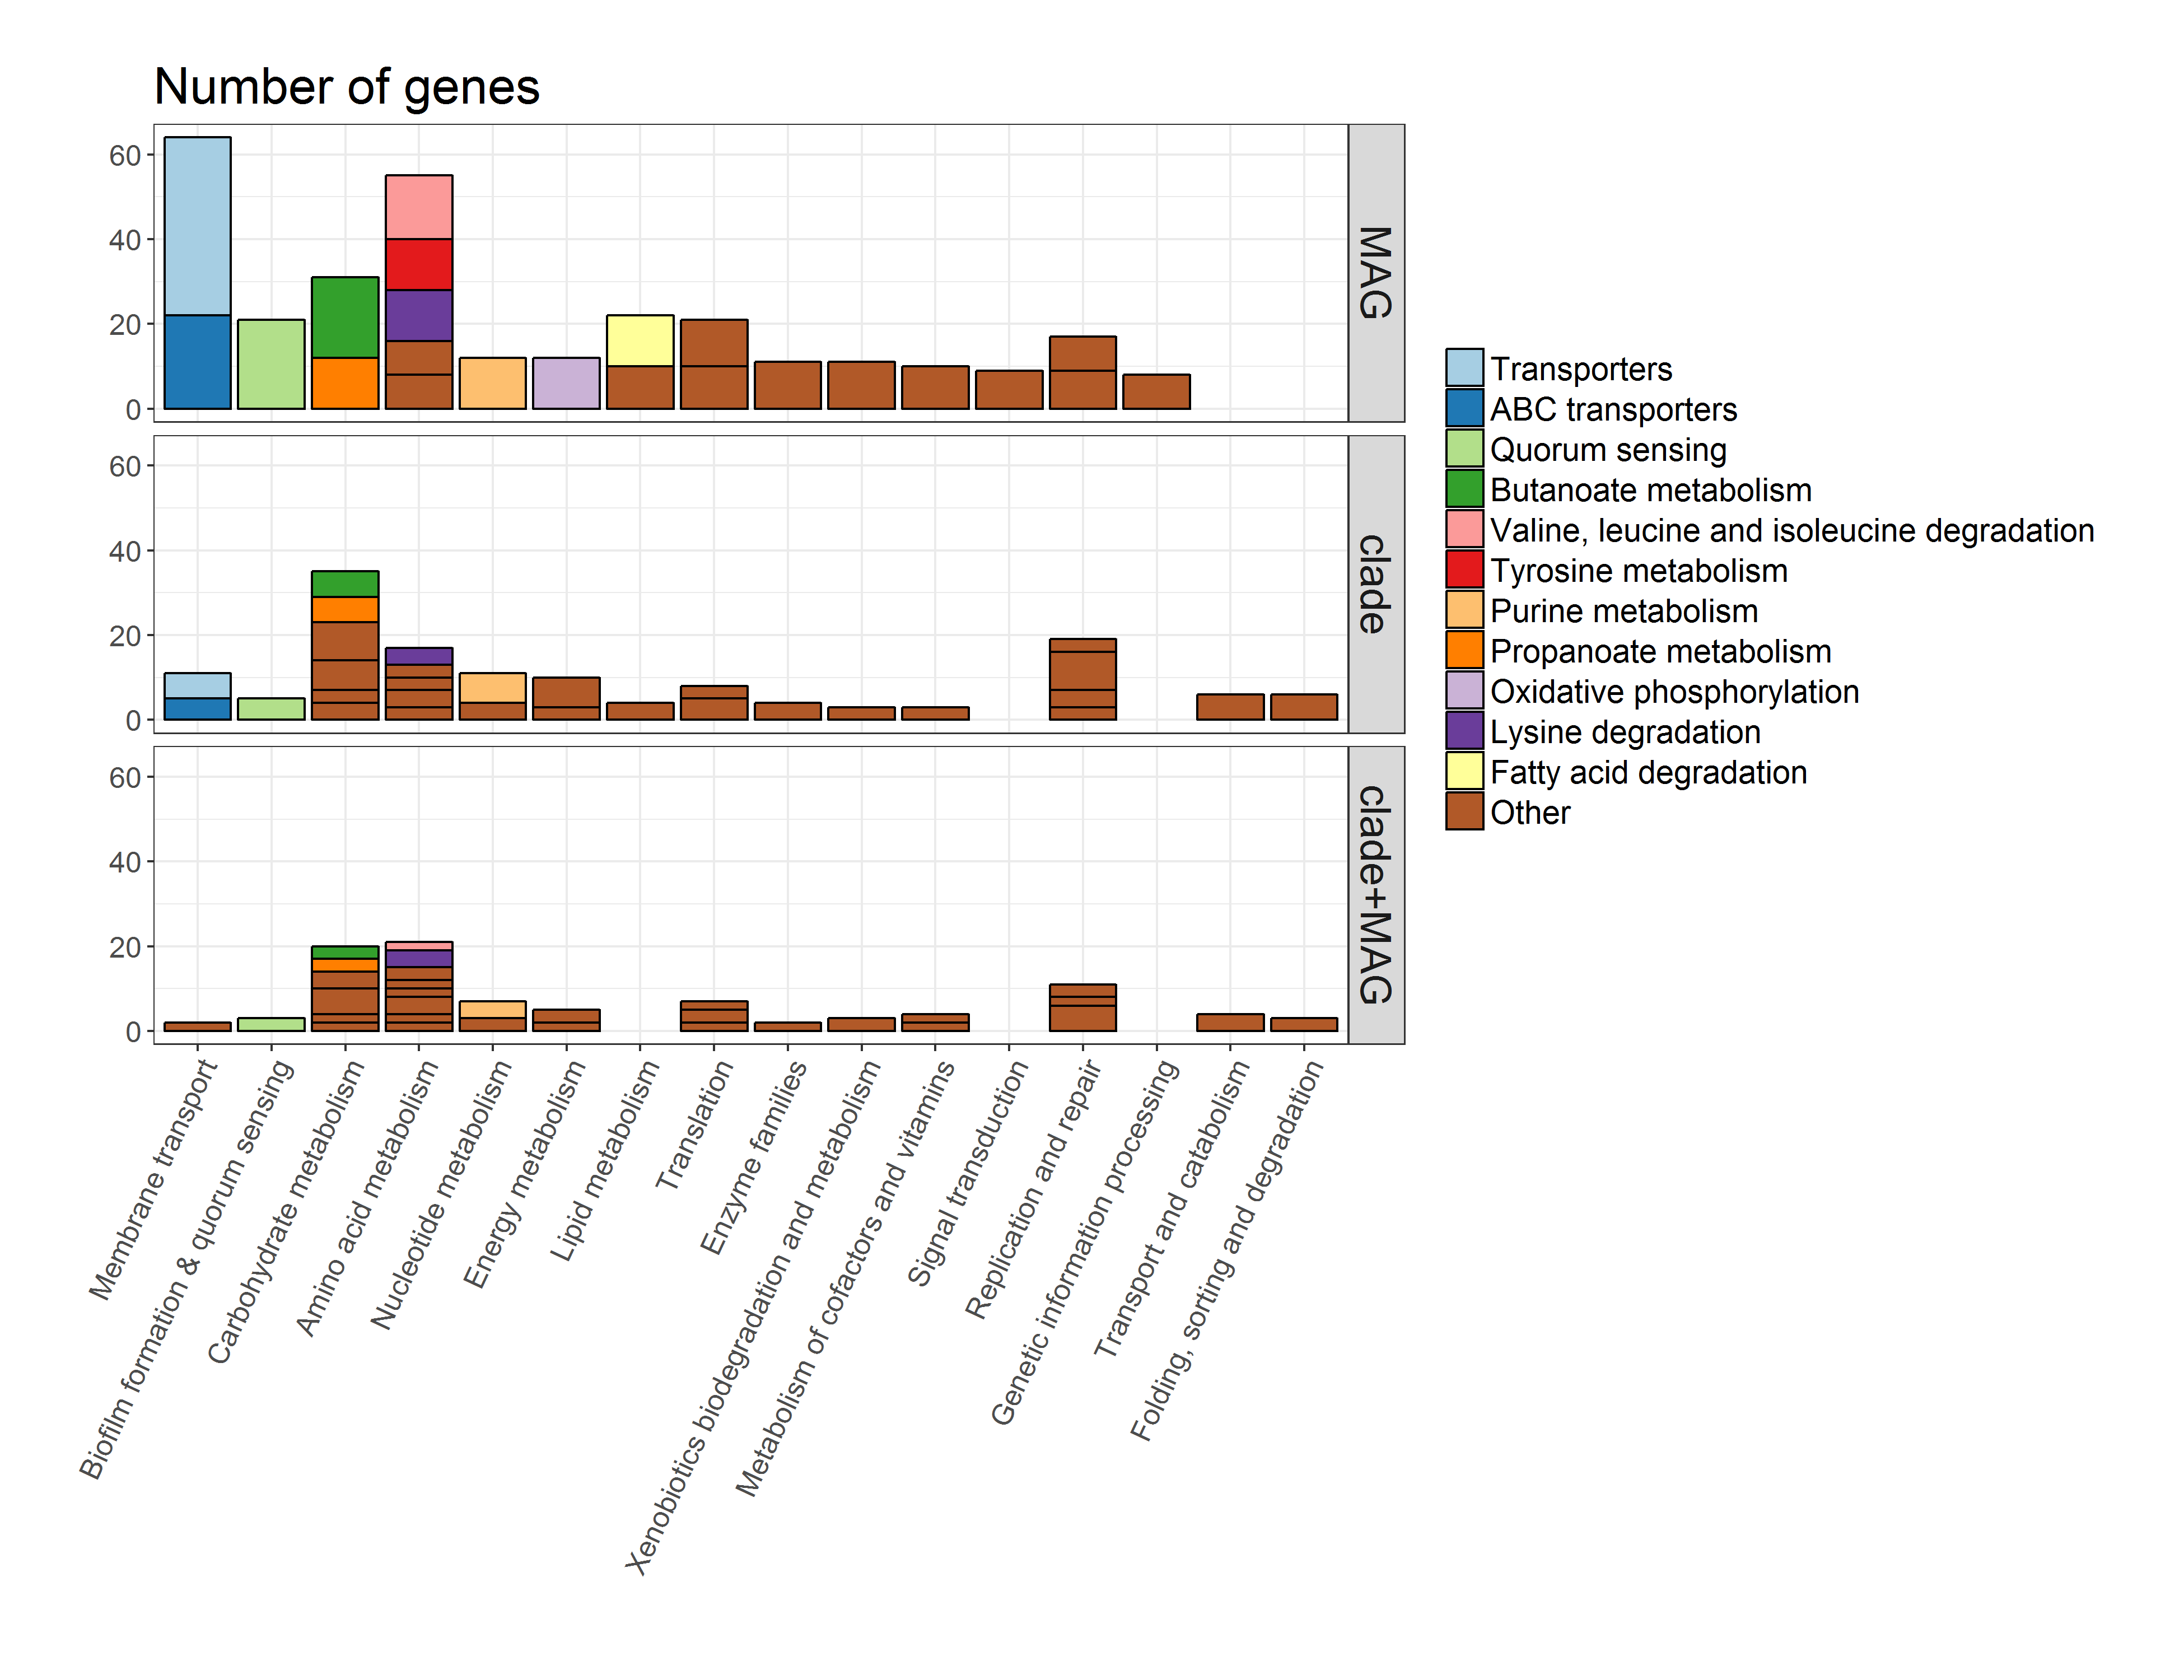 Number of genes
60
40
20
0
MAG
60
40
20
0
clade
60
40
20
0
clade+MAG
Membrane transport
Biofilm formation & quorum sensing
Carbohydrate metabolism
Amino acid metabolism
Nucleotide metabolism
Energy metabolism
Lipid metabolism
Translation
Enzyme families
Xenobiotics biodegradation and metabolism
Metabolism of cofactors and vitamins
Signal transduction
Replication and repair
Genetic information processing
Transport and catabolism
Folding, sorting and degradation
Transporters
ABC transporters
Quorum sensing
Butanoate metabolism
Valine, leucine and isoleucine degradation
Tyrosine metabolism
Purine metabolism
Propanoate metabolism
Oxidative phosphorylation
Lysine degradation
Fatty acid degradation
Other